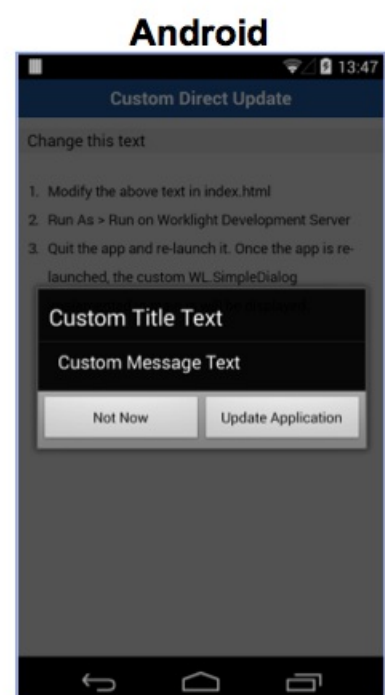 Android
13:47
Custom Direct Update
Change this text
1. Modify the above text in index.html
2. Run As > Run on Worklight Development Server
3. Quit the app and re-launch it. Once the app is re-
launched, the custom WL.SimpleDialog
Custom Title Text
Custom Message Text
Not Now
Update Application